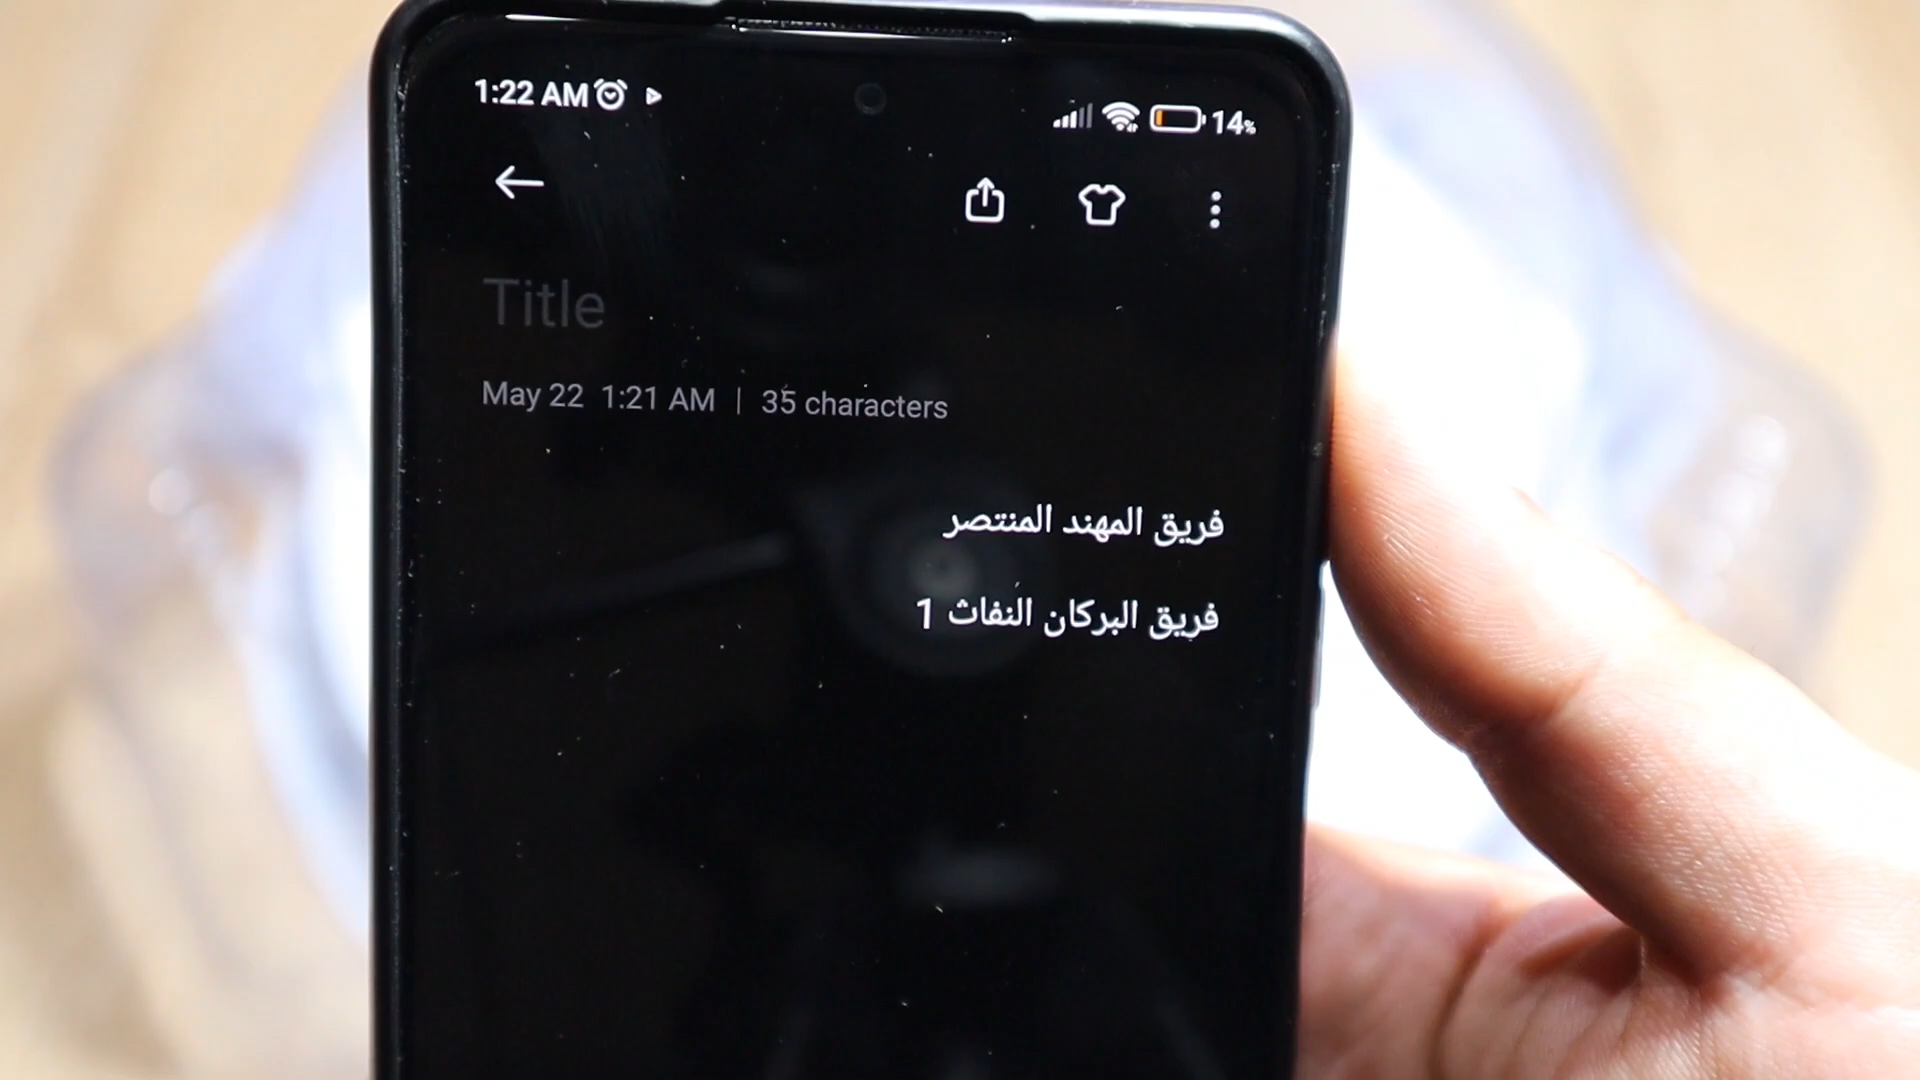 1:22 AM
14%
Title
May 22 1:21 AM | 35 characters
فريق المهند المنتصر
فريق البركان النفاث 1